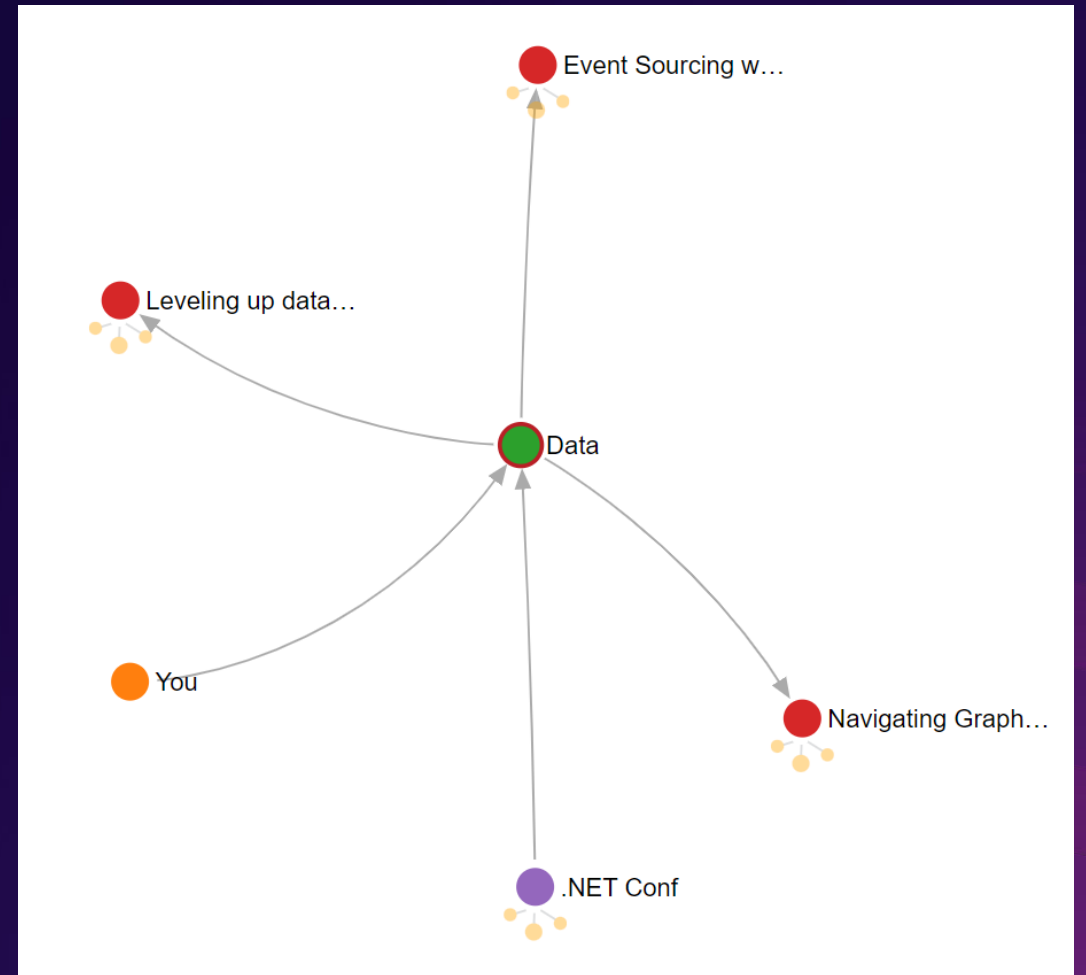 Event Sourcing w…
Leveling up data…
Data
You
Navigating Graph…
.NET Conf